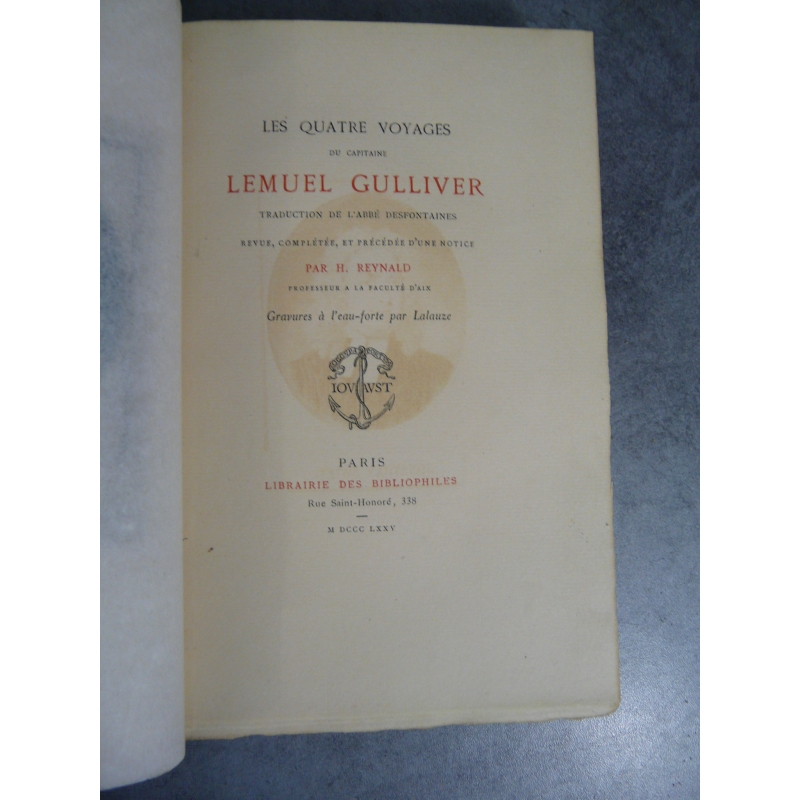 LES QUATRE VOYAGES
DU CAPITAINE
LEMUEL GULLIVER
TRADUCTION DE L'ABBÉ DESFONTAINES
REVUE, COMPLÉTÉE, ET PRÉCÉDÉE D'UNE NOTICE
PAR H. REYNALD
PROFESSEUR A LA FACULTÉ D'AIX
Gravures à l'eau-forte par Lalauze
IOVAVST
PARIS
LIBRAIRIE DES BIBLIOPHILES
Rue Saint-Honoré, 338
M DCCC LXXV